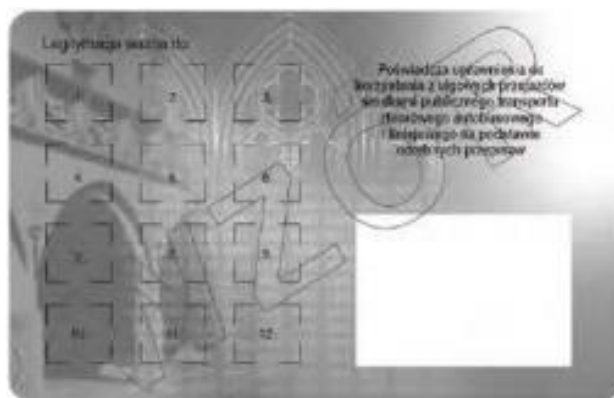 Legitymacja ważna do:
1. 2. 3.
Poświadcza uprawnienia do
korzystania z ulgowych przejazdów
środkami publicznego transportu
zbiorowego autobusowego
i kolejowego na podstawie
odrębnych przepisów
4. 5. 6.
7. 8. 9.
10. 11. 12.